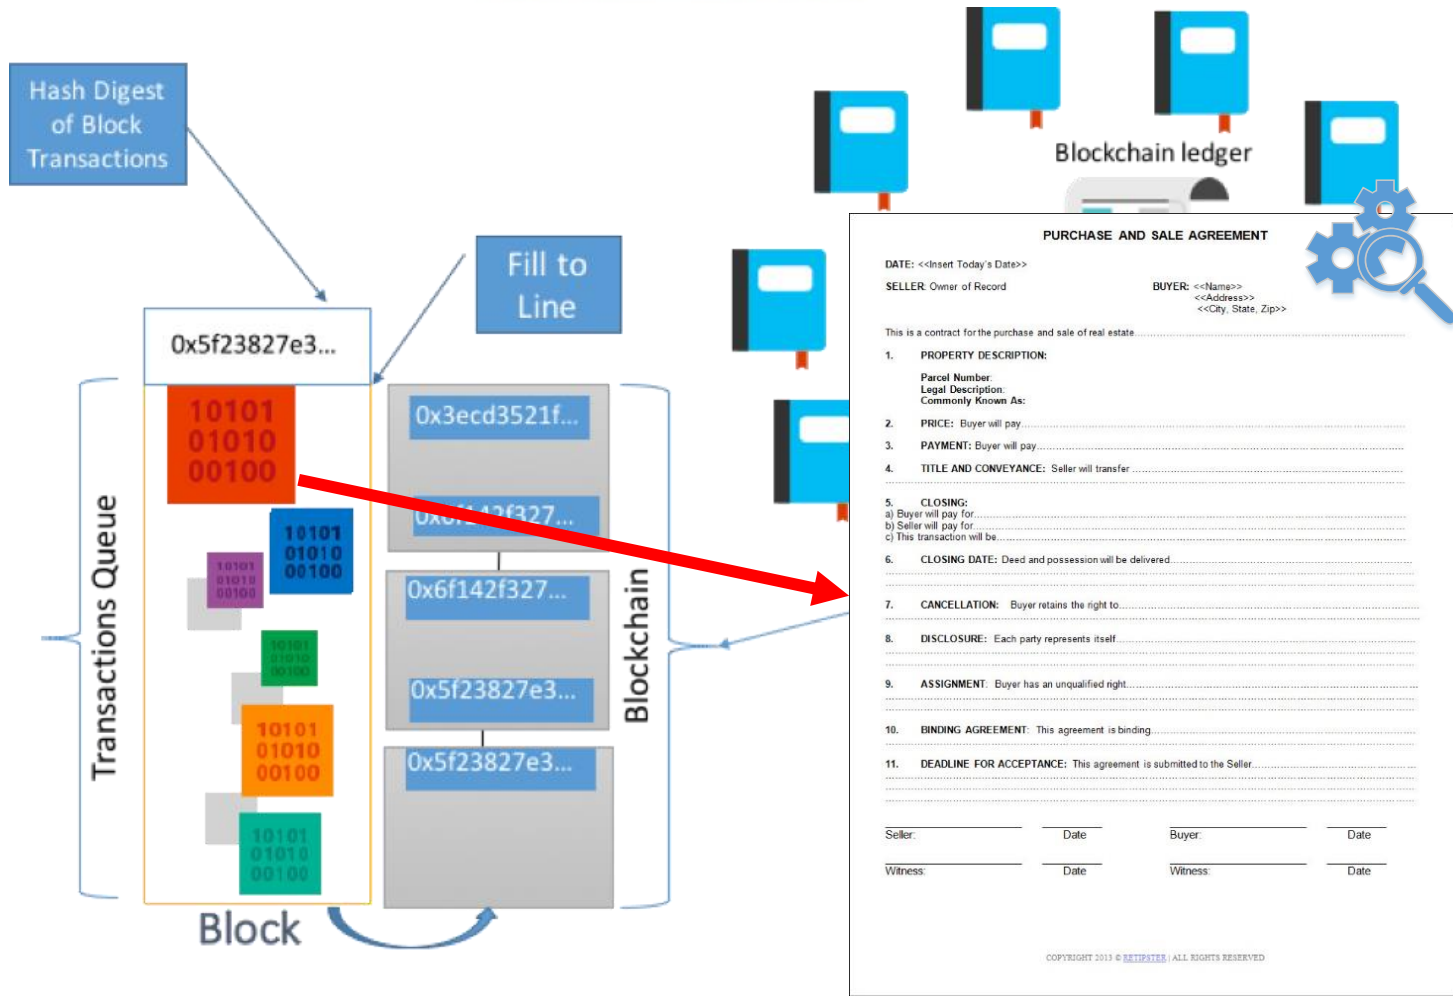 Hash Digest
of Block
Transactions
Fill to
Line
0x5f23827e3...
Transactions Queue
10101
01010
00100
10101
01010
00100
10101
01010
00100
10101
01010
00100
10101
01010
00100
10101
01010
00100
Block
0x3ecd3521f...
0x6f142f327...
0x6f142f327...
0x5f23827e3...
0x5f23827e3...
Blockchain
Blockchain ledger
PURCHASE AND SALE AGREEMENT
DATE: <<Insert Today's Date>>
SELLER: Owner of Record
BUYER: <<Name>>
<<Address>>
<<City, State, Zip>>
This is a contract for the purchase and sale of real estate
1. PROPERTY DESCRIPTION:
Parcel Number:
Legal Description:
Commonly Known As:
2. PRICE: Buyer will pay
3. PAYMENT: Buyer will pay
4. TITLE AND CONVEYANCE: Seller will transfer
5. CLOSING:
a) Buyer will pay for
b) Seller will pay for
c) This transaction will be
6. CLOSING DATE: Deed and possession will be delivered
7. CANCELLATION: Buyer retains the right to
8. DISCLOSURE: Each party represents itself
9. ASSIGNMENT: Buyer has an unqualified right
10. BINDING AGREEMENT: This agreement is binding
11. DEADLINE FOR ACCEPTANCE: This agreement is submitted to the Seller
Seller: Date Buyer: Date
Witness: Date Witness: Date
COPYRIGHT 2013 © RETIPSTER | ALL RIGHTS RESERVED